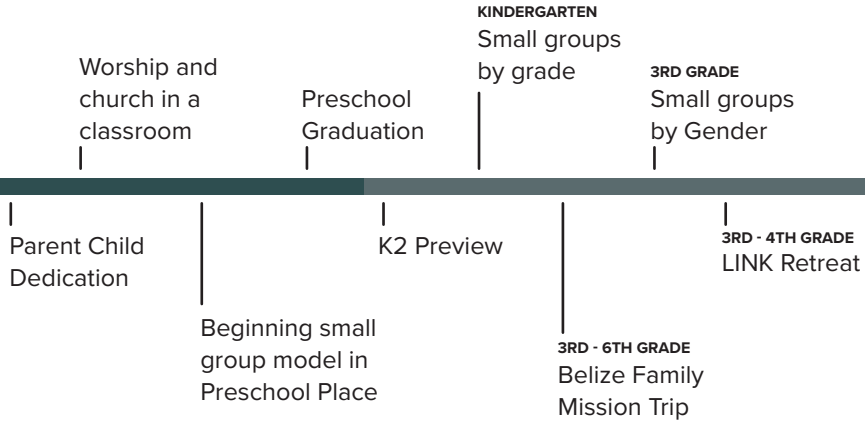 KINDERGARTEN
Small groups
by grade
Worship and
church in a
classroom
Preschool
Graduation
3RD GRADE
Small groups
by Gender
Parent Child
Dedication
K2 Preview
3RD - 4TH GRADE
LINK Retreat
Beginning small
group model in
Preschool Place
3RD - 6TH GRADE
Belize Family
Mission Trip